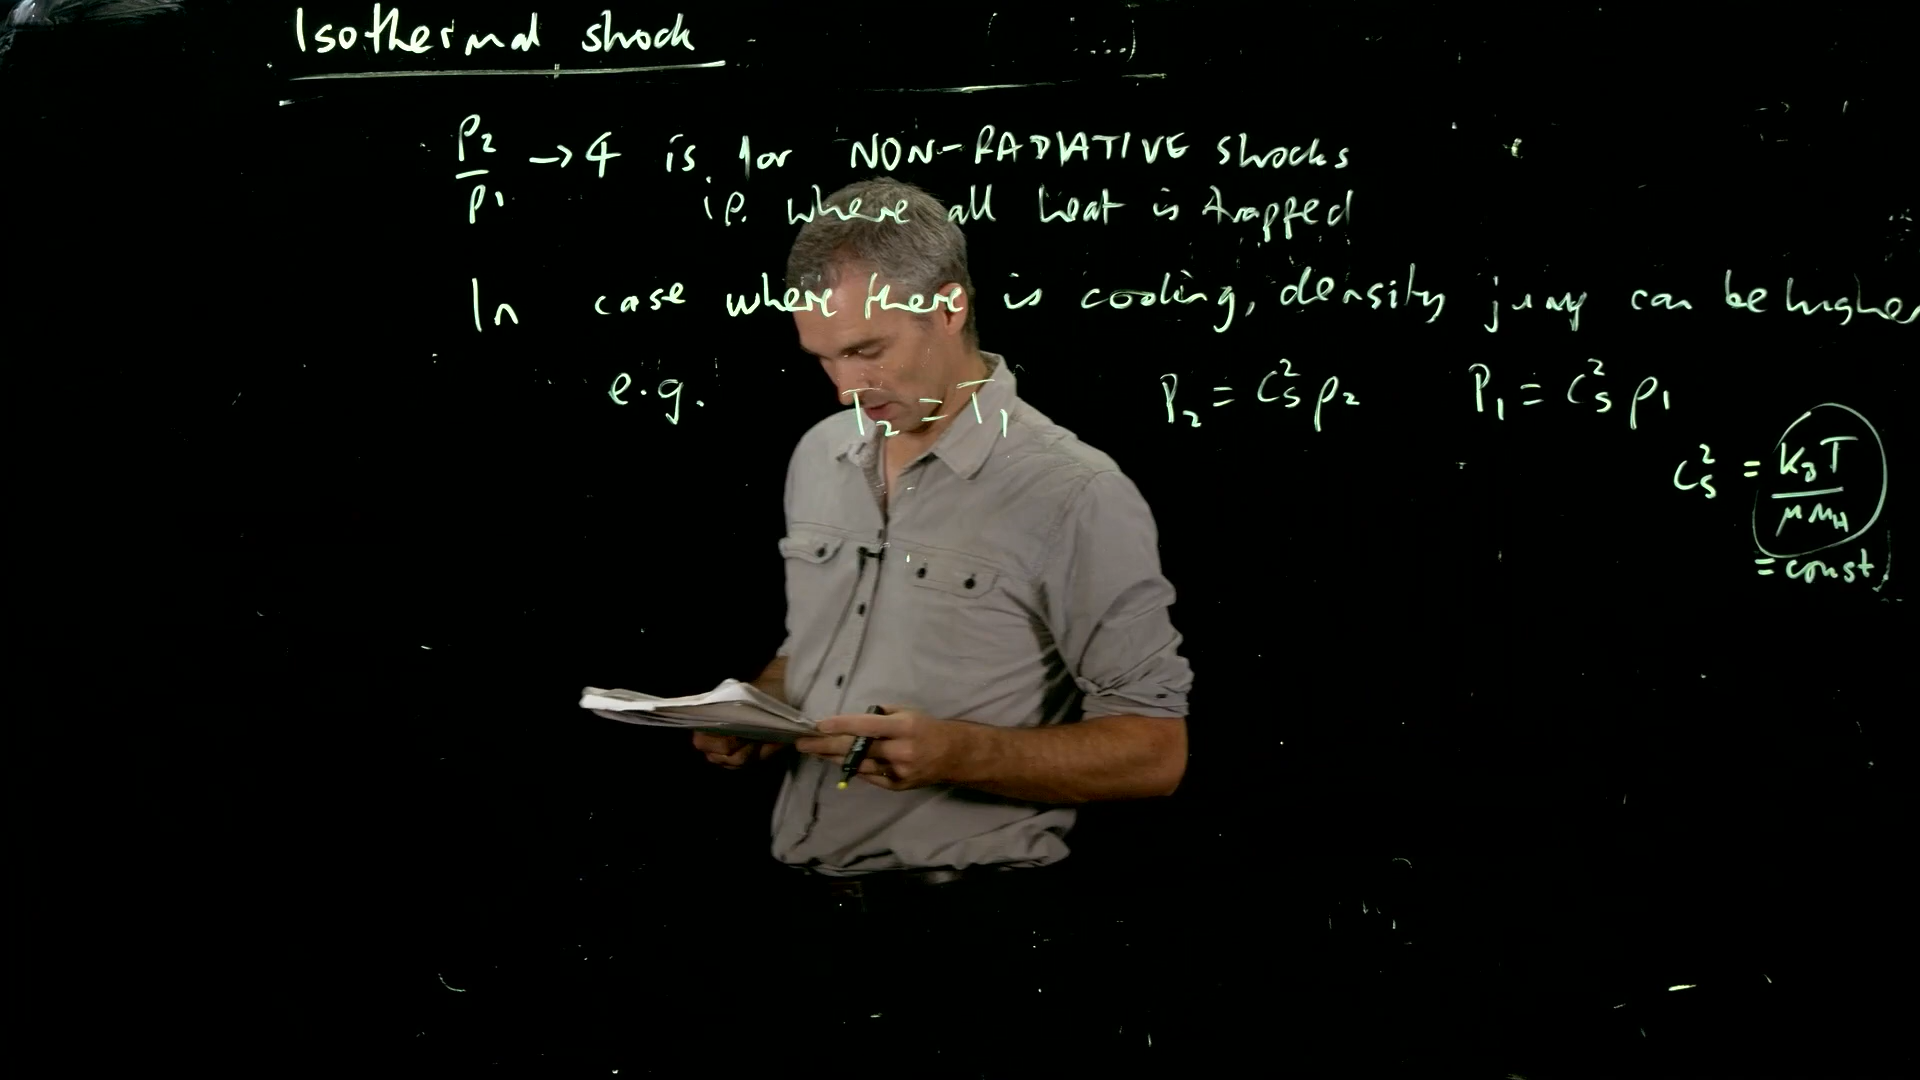 Isothermal shock
ρ2/ρ1 → 4 is for NON-RADIATIVE shocks
i.e. where all heat is trapped
In case where there is cooling, density jump can be higher
e.g. T₂ = T₁ P₂ = Cs² ρ₂ P₁ = Cs² ρ₁
Cs² = kBT/μmH
= const